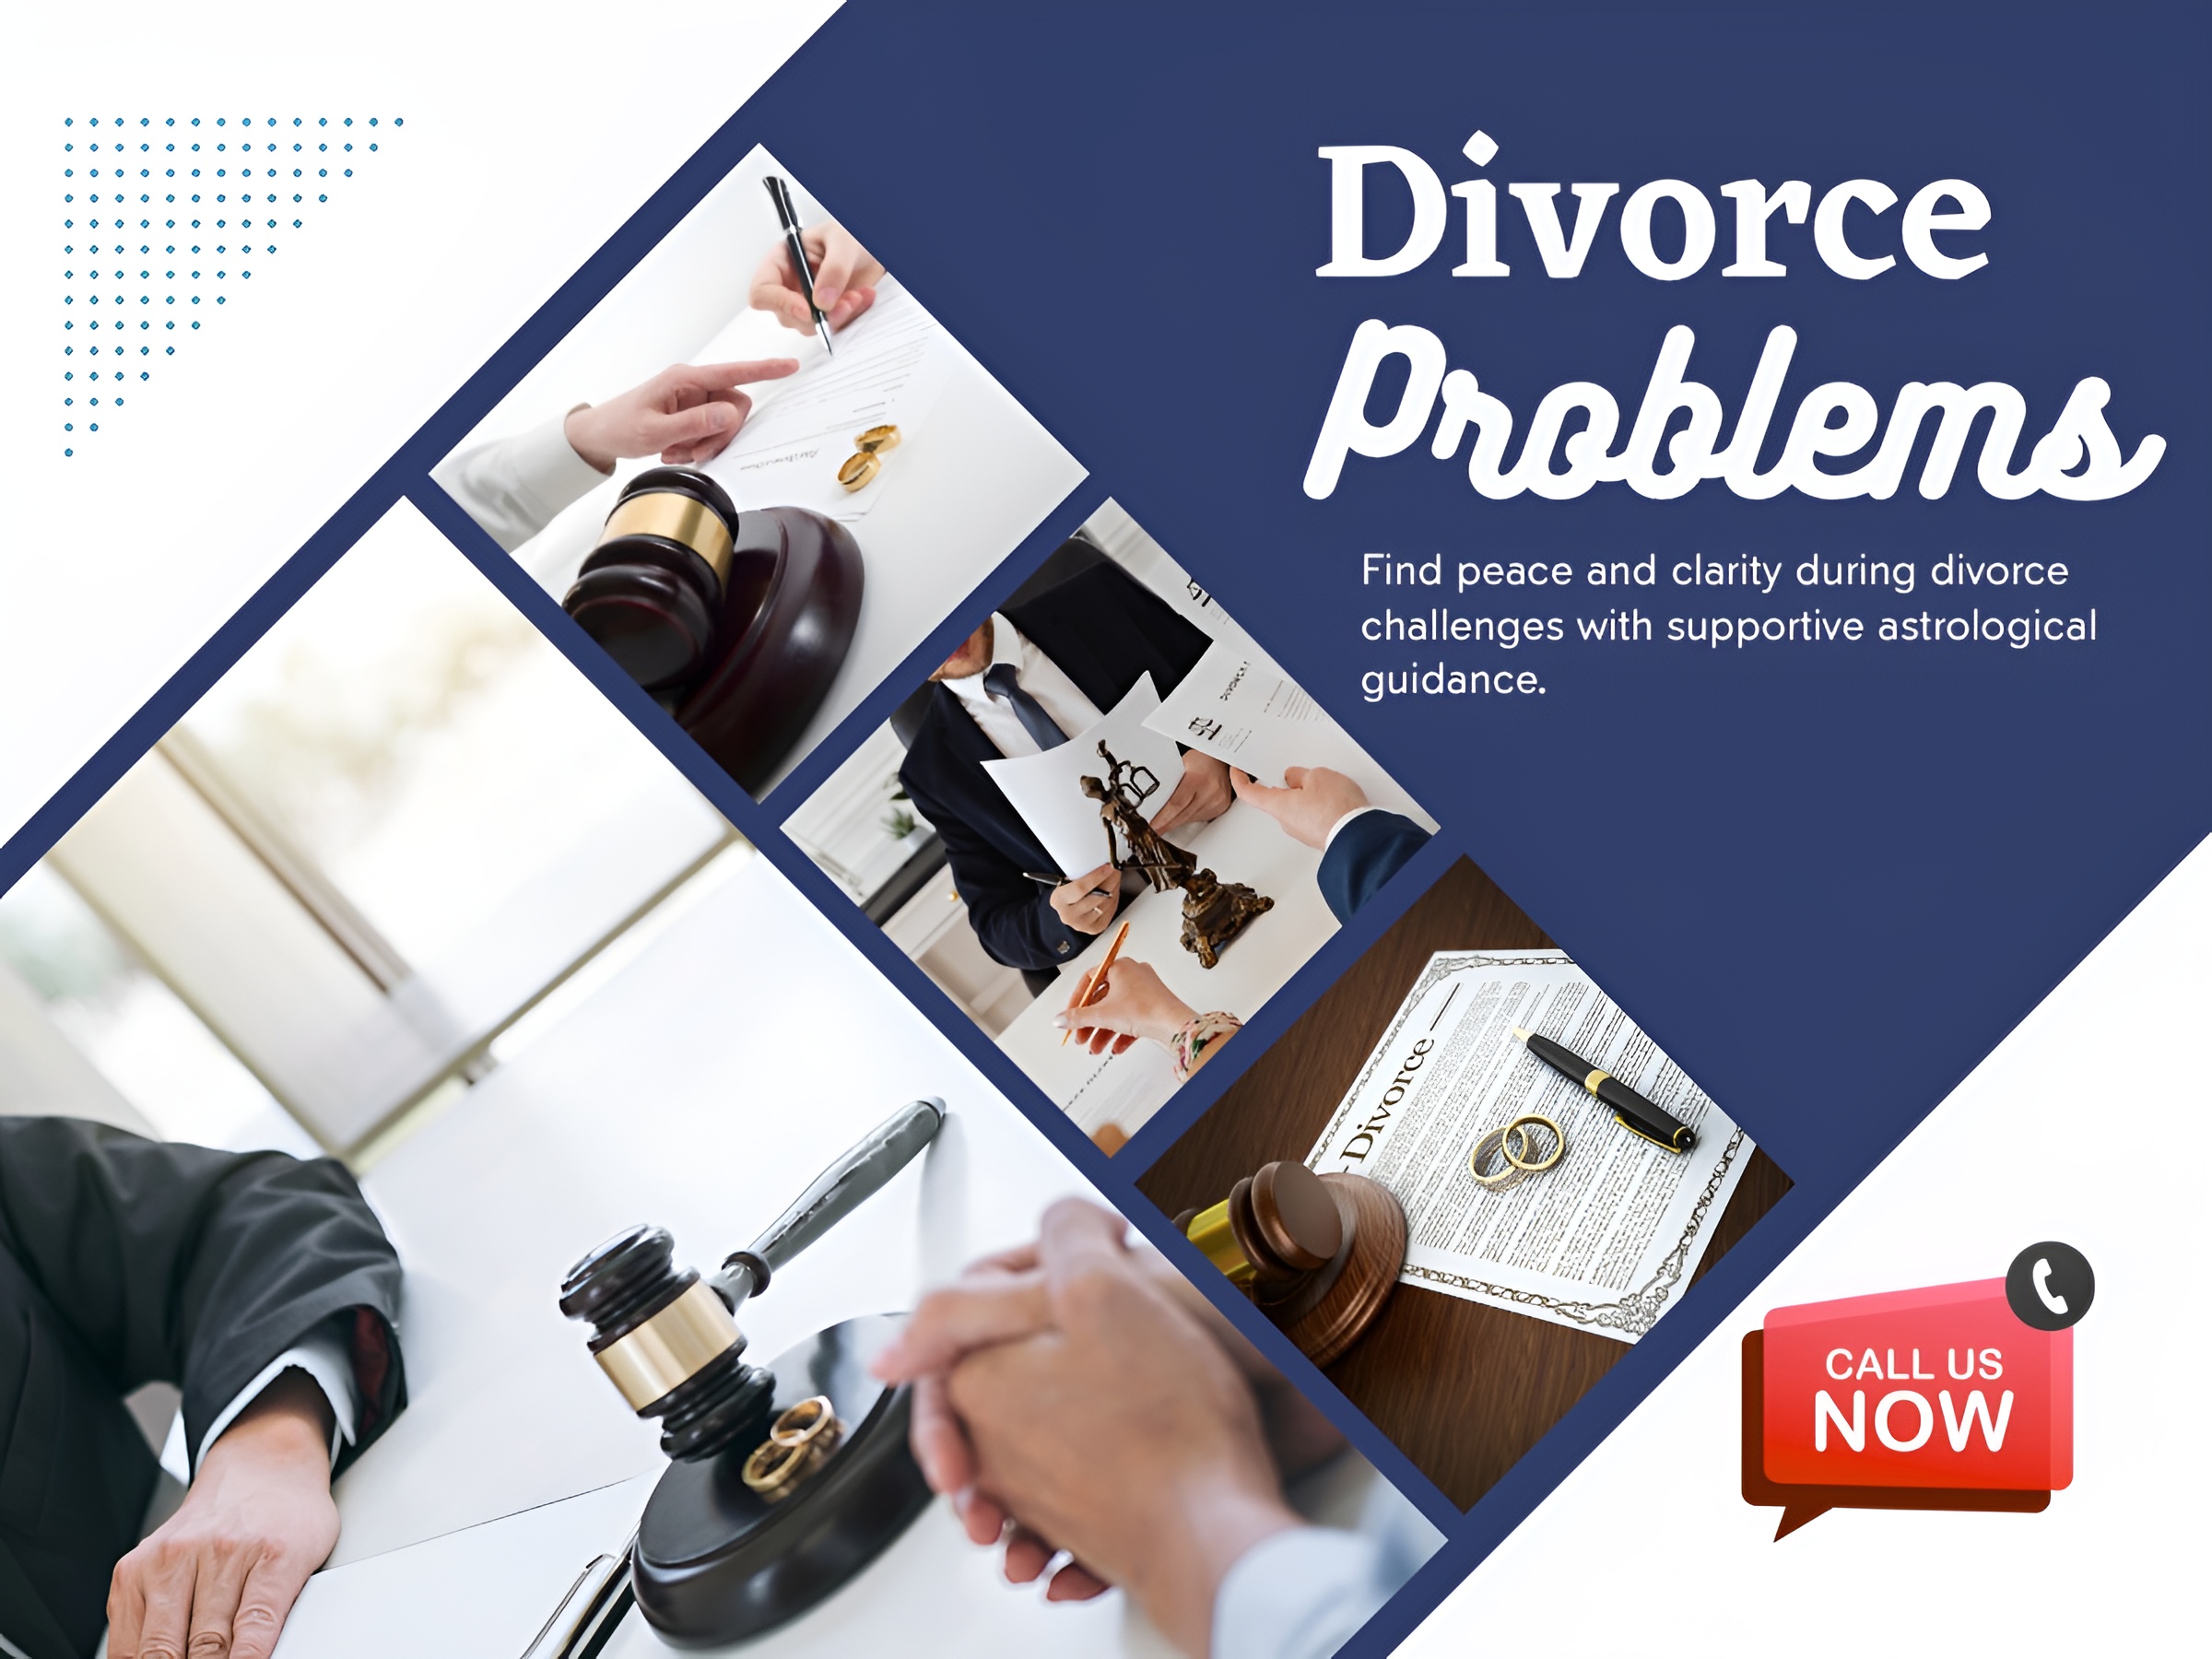 Divorce
Problems
Find peace and clarity during divorce
challenges with supportive astrological
guidance.
Divorce
CALL US
NOW